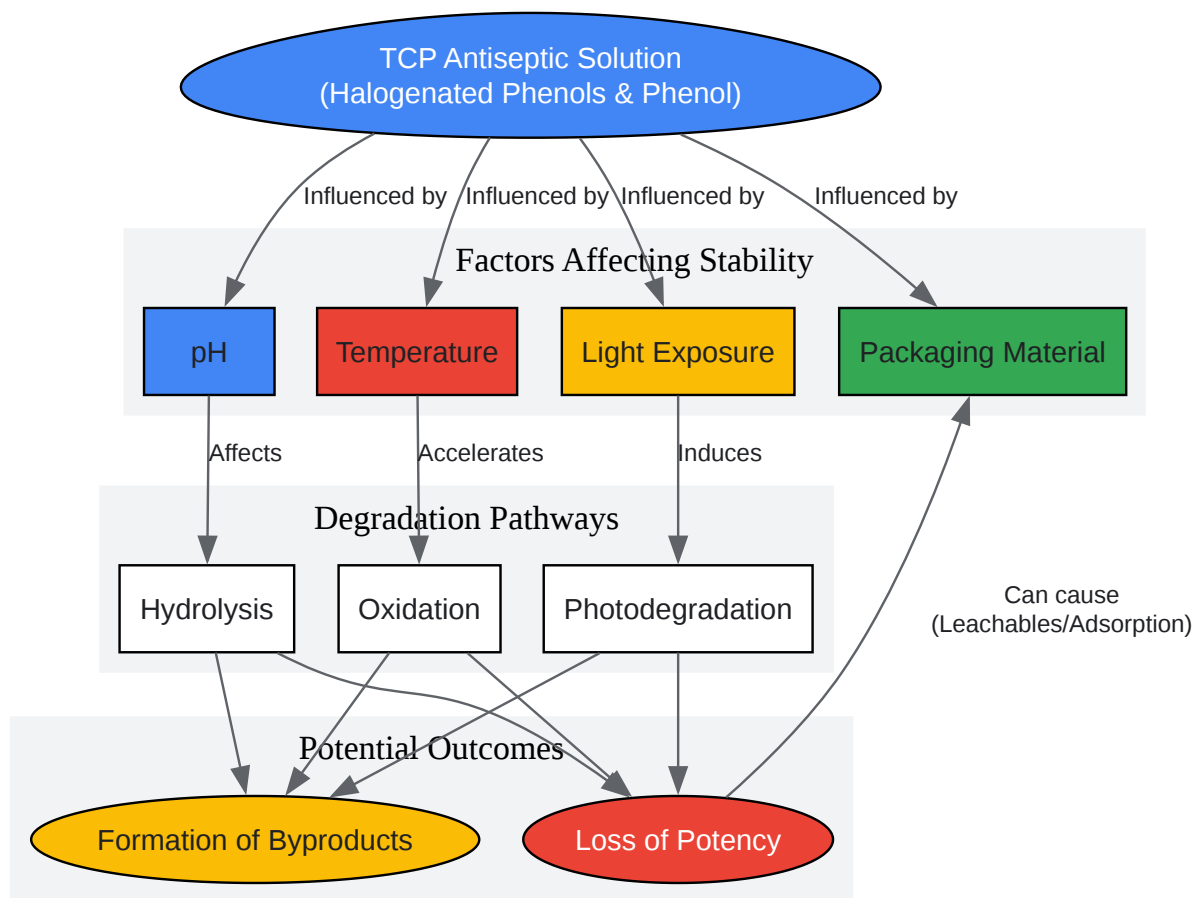 TCP Antiseptic Solution
(Halogenated Phenols & Phenol)
Influenced by
Influenced by
Influenced by
Influenced by
Factors Affecting Stability
pH
Temperature
Light Exposure
Packaging Material
Affects
Accelerates
Induces
Degradation Pathways
Hydrolysis
Oxidation
Photodegradation
Can cause
(Leachables/Adsorption)
Potential Outcomes
Formation of Byproducts
Loss of Potency